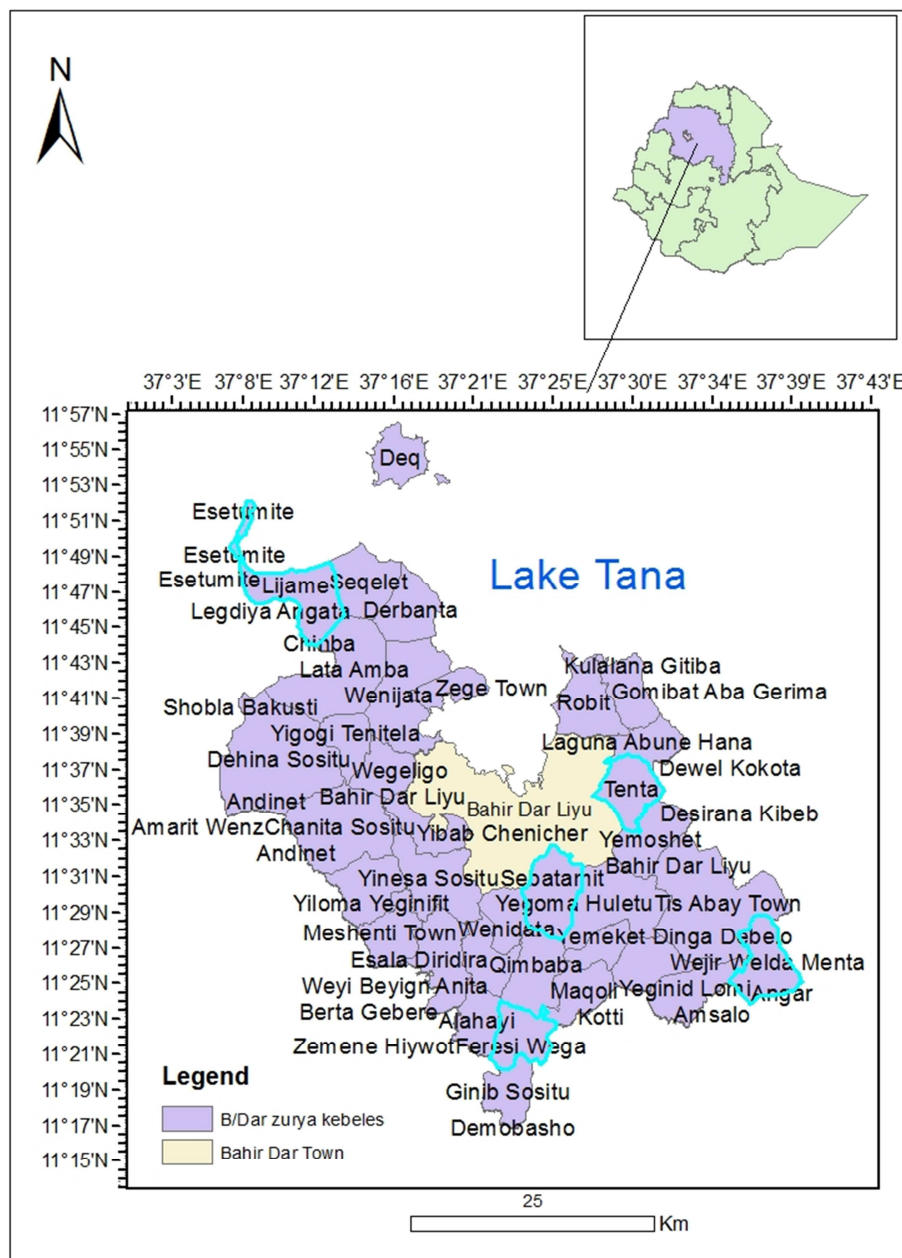 N
37°3'E 37°8'E 37°12'E 37°16'E 37°21'E 37°25'E 37°30'E 37°34'E 37°39'E 37°43'E
11°57'N
11°55'N
11°53'N
11°51'N
11°49'N
11°47'N
11°45'N
11°43'N
11°41'N
11°39'N
11°37'N
11°35'N
11°33'N
11°31'N
11°29'N
11°27'N
11°25'N
11°23'N
11°21'N
11°19'N
11°17'N
11°15'N
Deq
Esetumite
Esetumite
Lake Tana
Esetumite Lijame Seqelet
Legdiya Angata Derbanta
Chinba
Lata Amba Kulalana Gitiba
Wenijata Zege Town Robit Gomibat Aba Gerima
Shobla Bakusti
Yigogi Tenitela Laguna Abune Hana
Dehina Sositu Wegeligo Dewel Kokota
Andinet Bahir Dar Liyu Bahir Dar Liyu Tenta
Desirana Kibeb
Amarit Wenz Chanita Sositu Yibab Chenicher Yemoshet
Andinet Bahir Dar Liyu
Yinesa Sositu Sebatamit
Yiloma Yeginifit Yegoma Huletu Tis Abay Town
Meshenti Town Wenidata Yemeket Dinga Debelo
Esala Diridira Qimbaba Wejir Welda Menta
Weyi Beyign Anita Maqoli Yeginid Lomi Angar
Berta Gebere Alahayi Kotti Amsalo
Zemene Hiywot Feresi Wega
Ginib Sositu
Demobasho
Legend
B/Dar zurya kebeles
Bahir Dar Town
25
Km